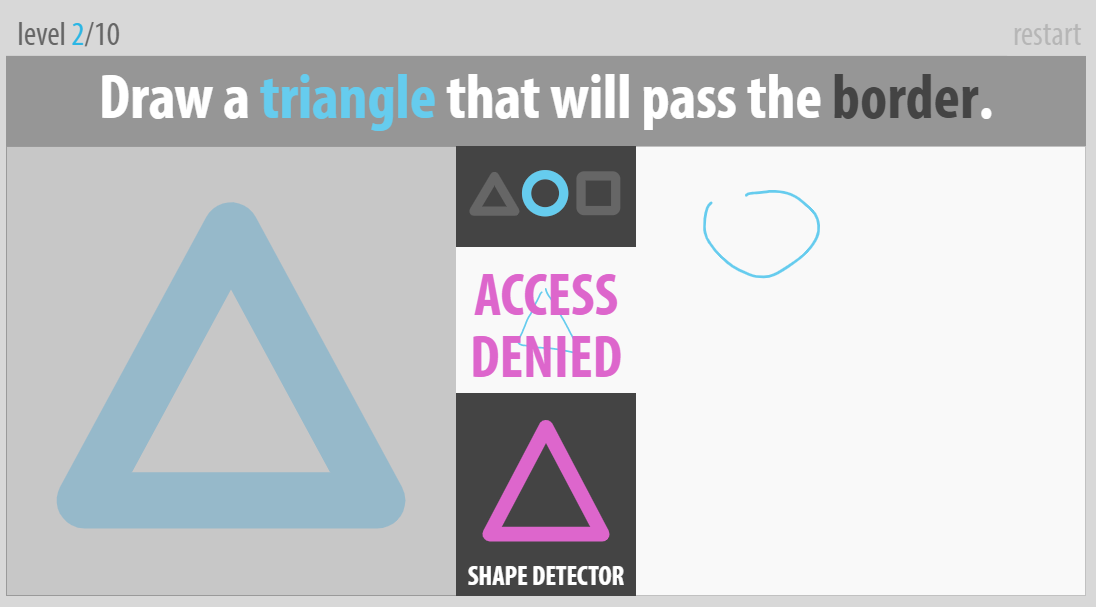 level 2/10
restart
Draw a triangle that will pass the border.
ACCESS
DENIED
SHAPE DETECTOR